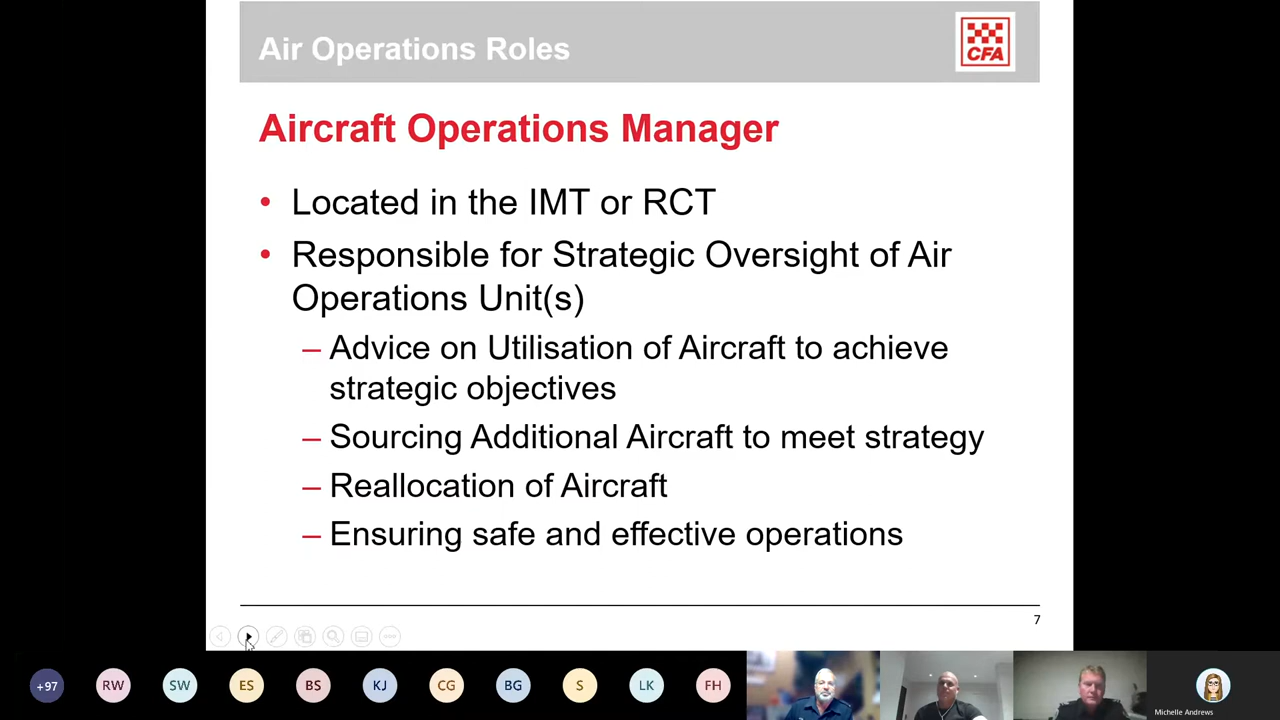 Air Operations Roles
CFA
Aircraft Operations Manager
• Located in the IMT or RCT
• Responsible for Strategic Oversight of Air
Operations Unit(s)
– Advice on Utilisation of Aircraft to achieve
strategic objectives
– Sourcing Additional Aircraft to meet strategy
– Reallocation of Aircraft
– Ensuring safe and effective operations
7
+97 RW SW ES BS KJ CG BG S LK FH
Michelle Andrews